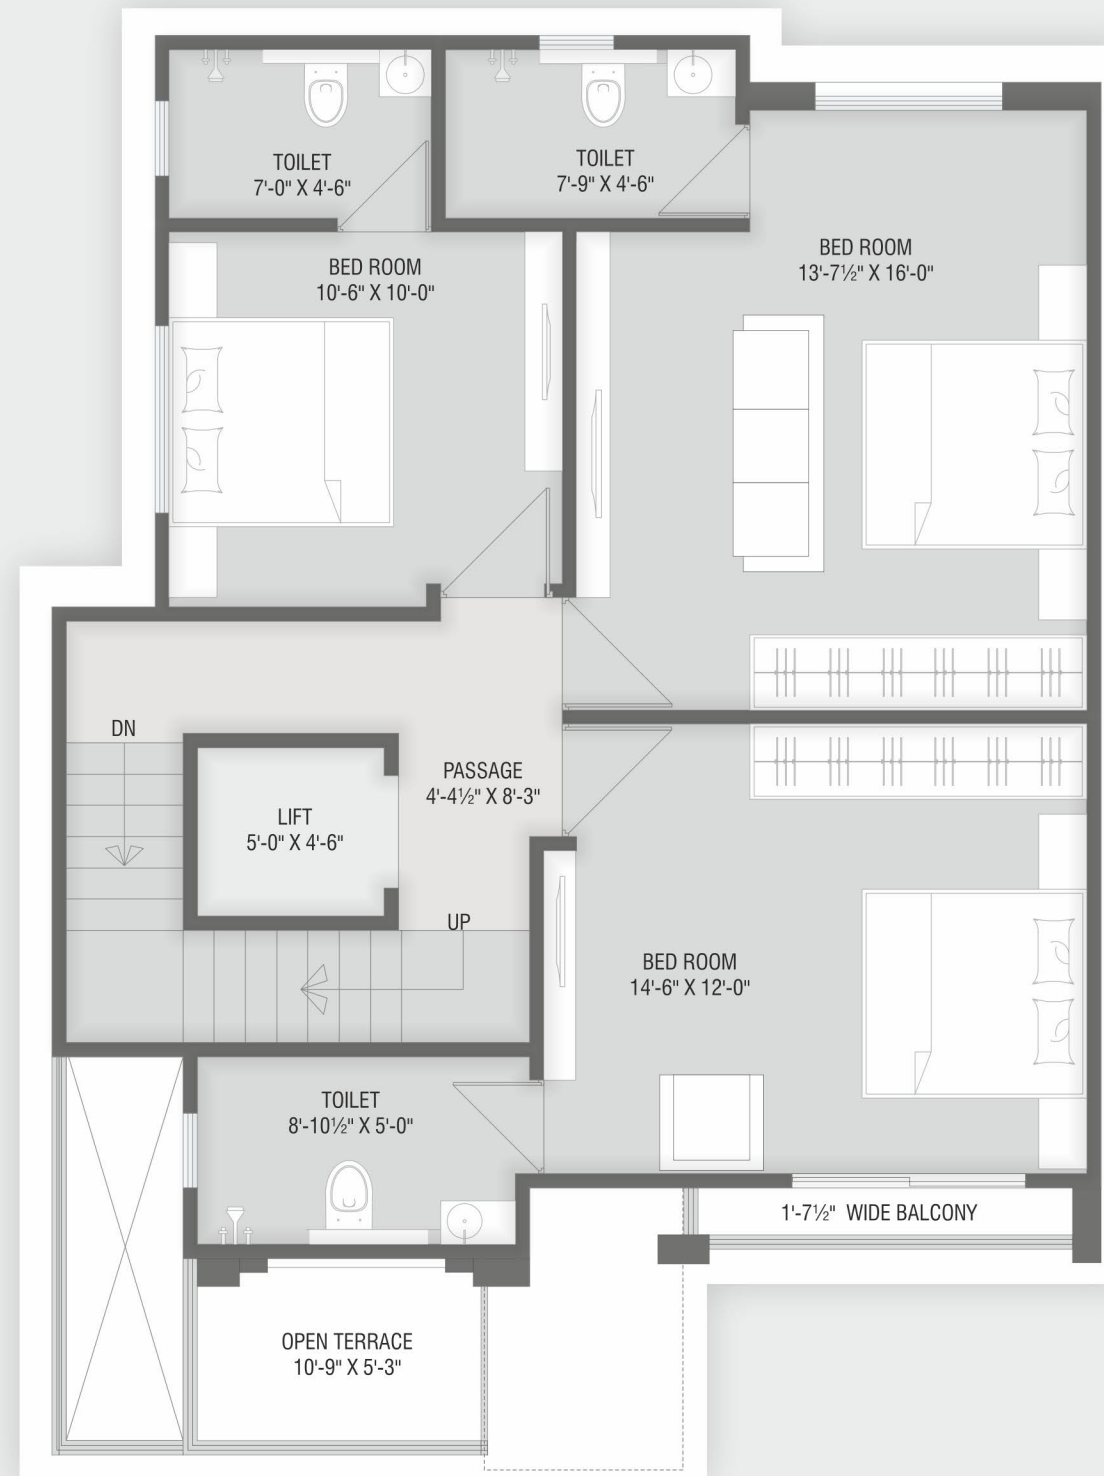 TOILET
7'-0" X 4'-6"
TOILET
7'-9" X 4'-6"
BED ROOM
10'-6" X 10'-0"
BED ROOM
13'-7½" X 16'-0"
DN
LIFT
5'-0" X 4'-6"
PASSAGE
4'-4½" X 8'-3"
UP
BED ROOM
14'-6" X 12'-0"
TOILET
8'-10½" X 5'-0"
1'-7½" WIDE BALCONY
OPEN TERRACE
10'-9" X 5'-3"